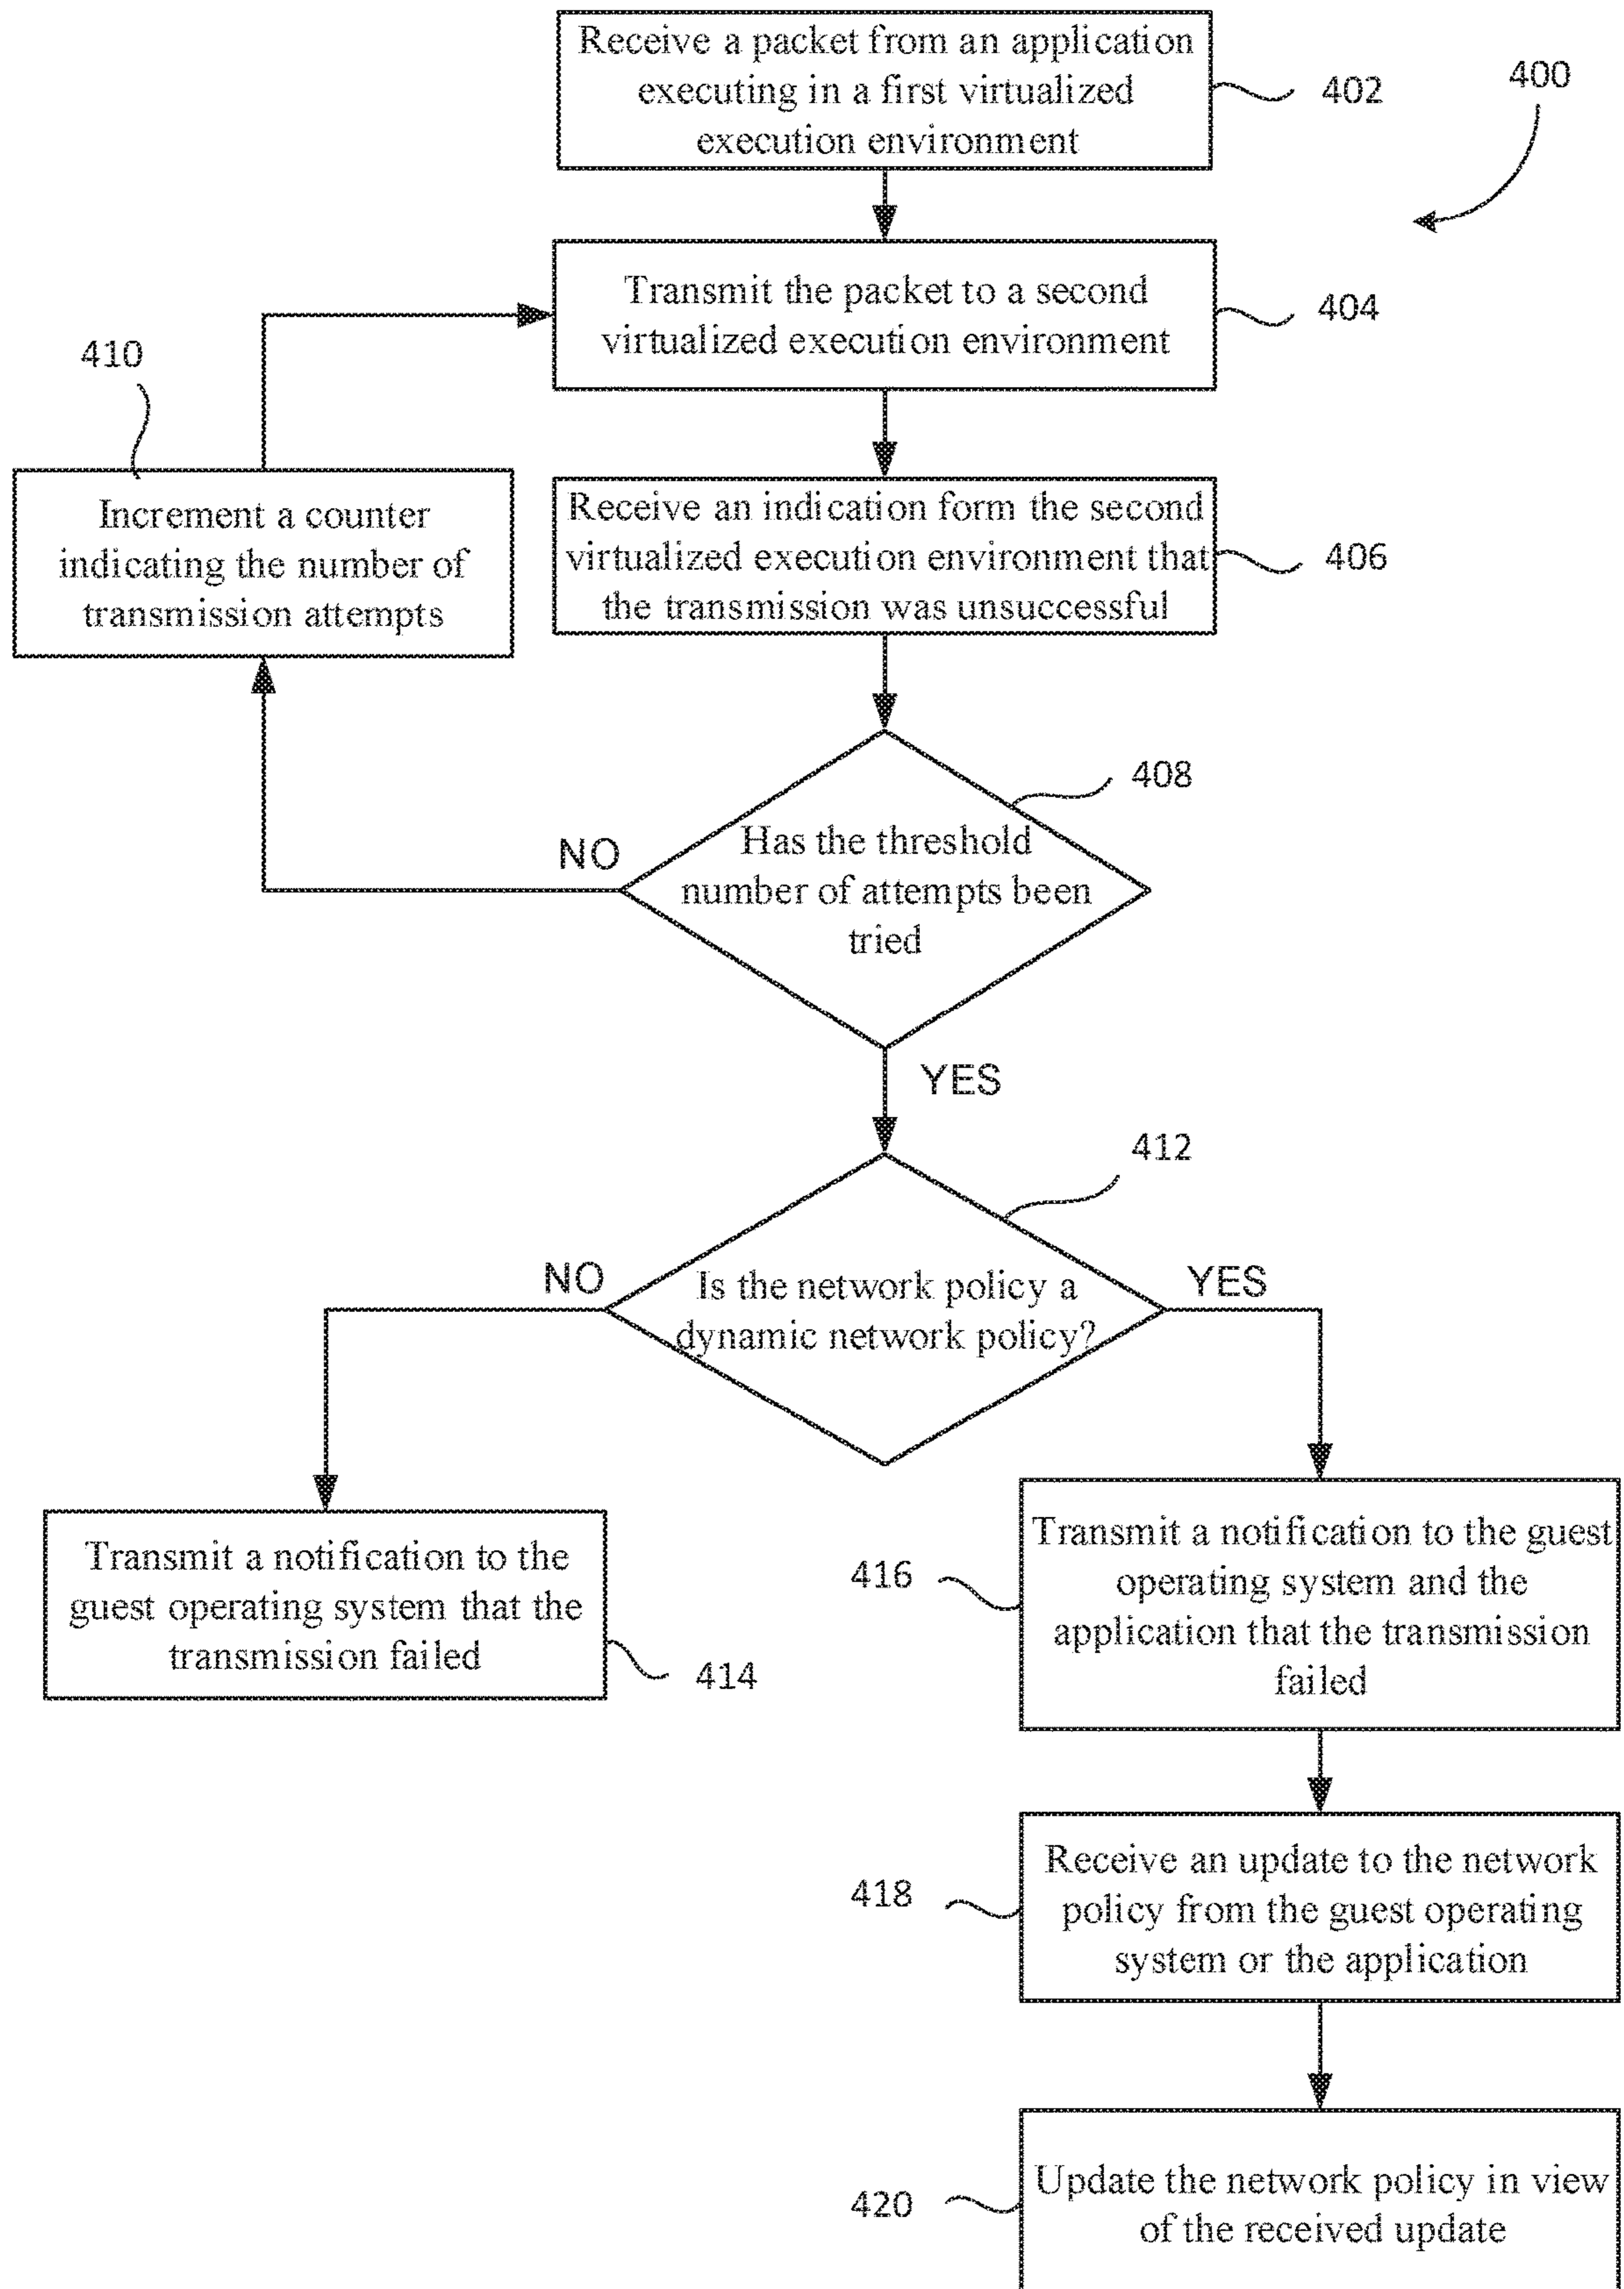 Receive a packet from an application
executing in a first virtualized
execution environment
402
400
Transmit the packet to a second
virtualized execution environment
404
410
Increment a counter
indicating the number of
transmission attempts
Receive an indication form the second
virtualized execution environment that
the transmission was unsuccessful
406
408
Has the threshold
number of attempts been
tried
NO
YES
412
Is the network policy a
dynamic network policy?
NO
YES
Transmit a notification to the
guest operating system that the
transmission failed
414
416
Transmit a notification to the guest
operating system and the
application that the transmission
failed
418
Receive an update to the network
policy from the guest operating
system or the application
420
Update the network policy in view
of the received update